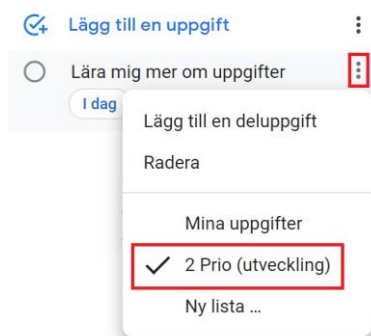 Lägg till en uppgift
Lära mig mer om uppgifter
I dag
Lägg till en deluppgift
Radera
Mina uppgifter
2 Prio (utveckling)
Ny lista ...